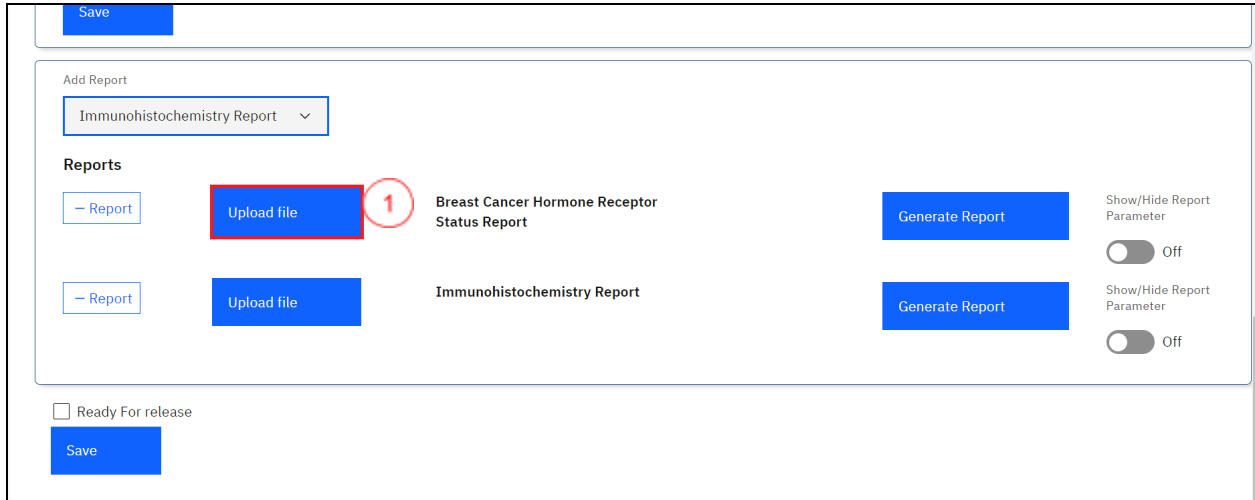 Save
Add Report
Immunohistochemistry Report
Reports
– Report
Upload file
1
Breast Cancer Hormone Receptor
Status Report
Generate Report
Show/Hide Report
Parameter
Off
– Report
Upload file
Immunohistochemistry Report
Generate Report
Show/Hide Report
Parameter
Off
Ready For release
Save